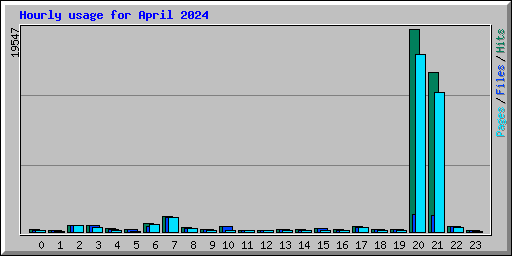 Hourly usage for April 2024
19547
Pages/Files/Hits
0 1 2 3 4 5 6 7 8 9 10 11 12 13 14 15 16 17 18 19 20 21 22 23